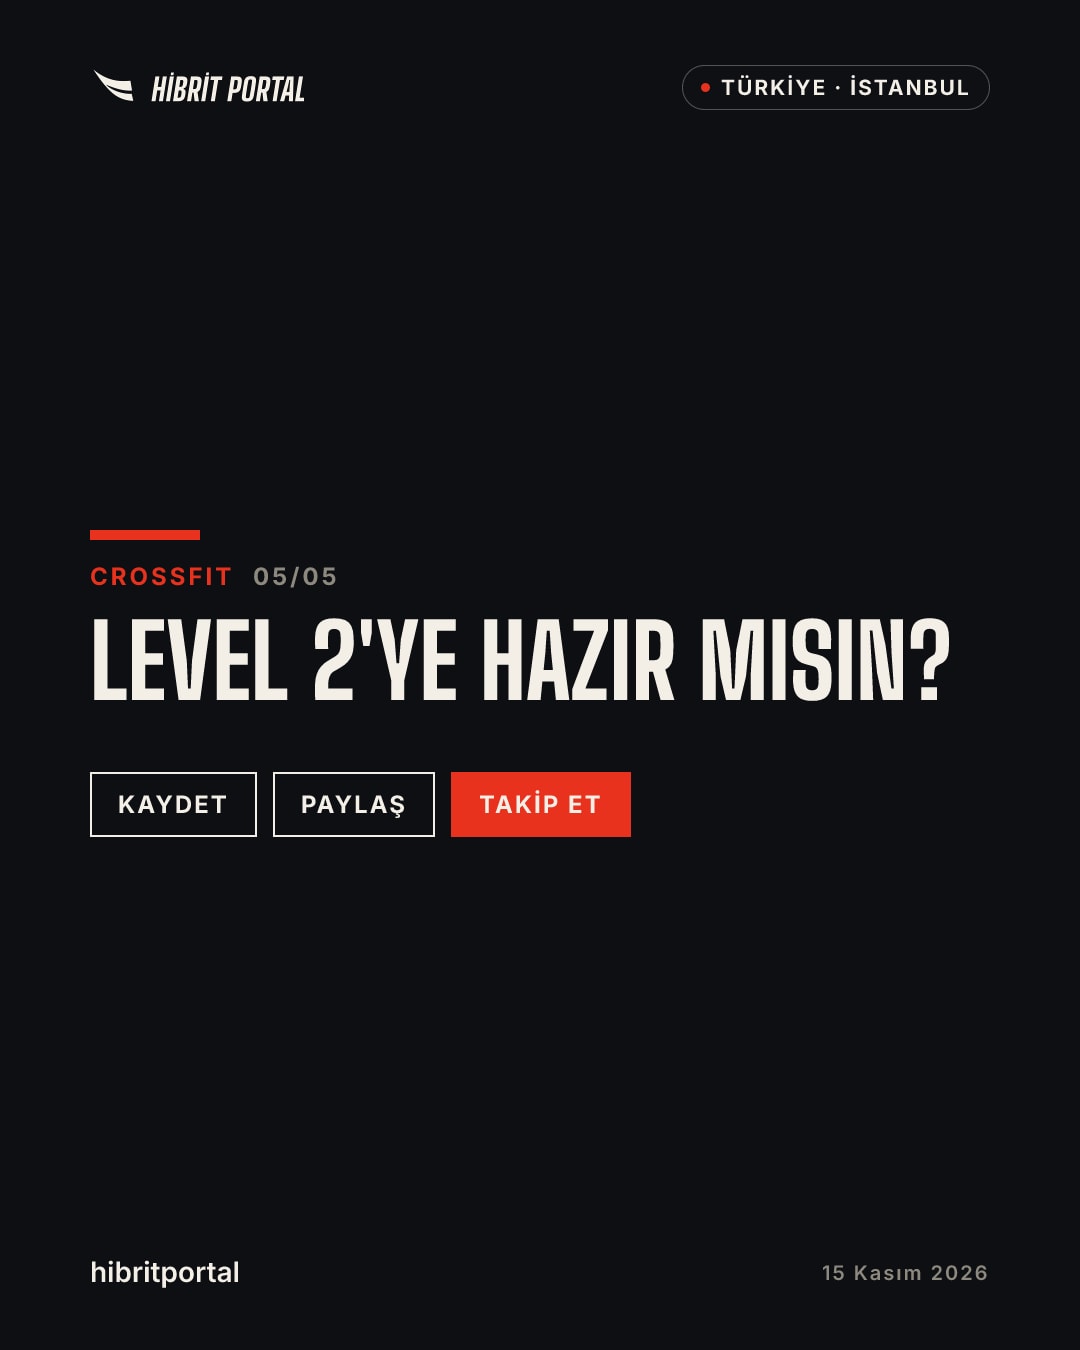 HİBRİT PORTAL
TÜRKİYE · İSTANBUL
CROSSFIT 05/05
LEVEL 2'YE HAZIR MISIN?
KAYDET
PAYLAŞ
TAKİP ET
hibritportal
15 Kasım 2026